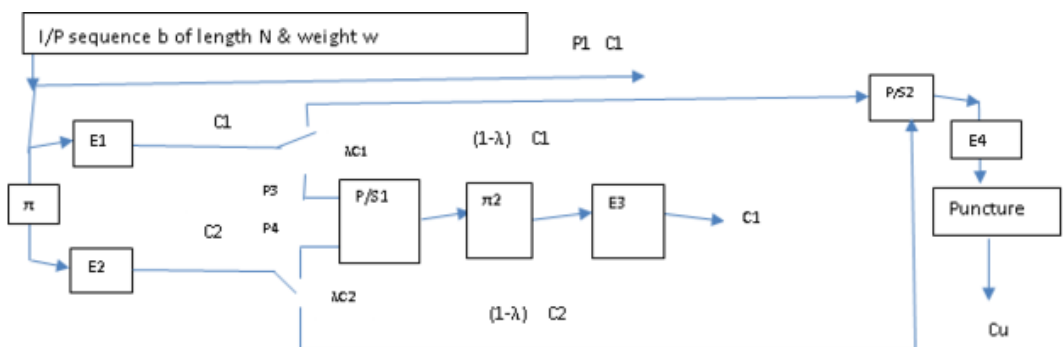 I/P sequence b of length N & weight w
P1 C1
P/S2
C1
E1
(1-λ) C1
E4
λC1
P3
P/S1
π2
E3
π
Puncture
C2
P4
C1
E2
λC2
(1-λ) C2
Cu